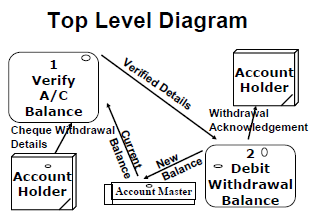 Top Level Diagram
1
Verify
A/C
Balance
Verified Details
Account
Holder
Cheque Withdrawal
Details
Withdrawal
Acknowledgement
Current
Balance
New
Balance
Account
Holder
Account Master
2
Debit
Withdrawal
Balance